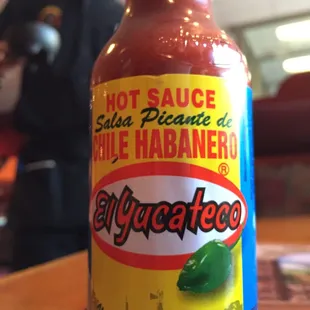 HOT SAUCE
Salsa Picante de
CHILE HABANERO
®
El Yucateco